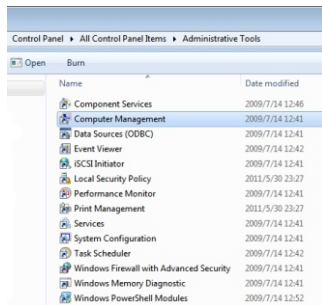 Control Panel ▸ All Control Panel Items ▸ Administrative Tools
Open Burn
Name Date modified
Component Services 2009/7/14 12:46
Computer Management 2009/7/14 12:41
Data Sources (ODBC) 2009/7/14 12:41
Event Viewer 2009/7/14 12:42
iSCSI Initiator 2009/7/14 12:41
Local Security Policy 2011/5/30 23:27
Performance Monitor 2009/7/14 12:41
Print Management 2011/5/30 23:27
Services 2009/7/14 12:41
System Configuration 2009/7/14 12:41
Task Scheduler 2009/7/14 12:42
Windows Firewall with Advanced Security 2009/7/14 12:41
Windows Memory Diagnostic 2009/7/14 12:41
Windows PowerShell Modules 2009/7/14 12:52